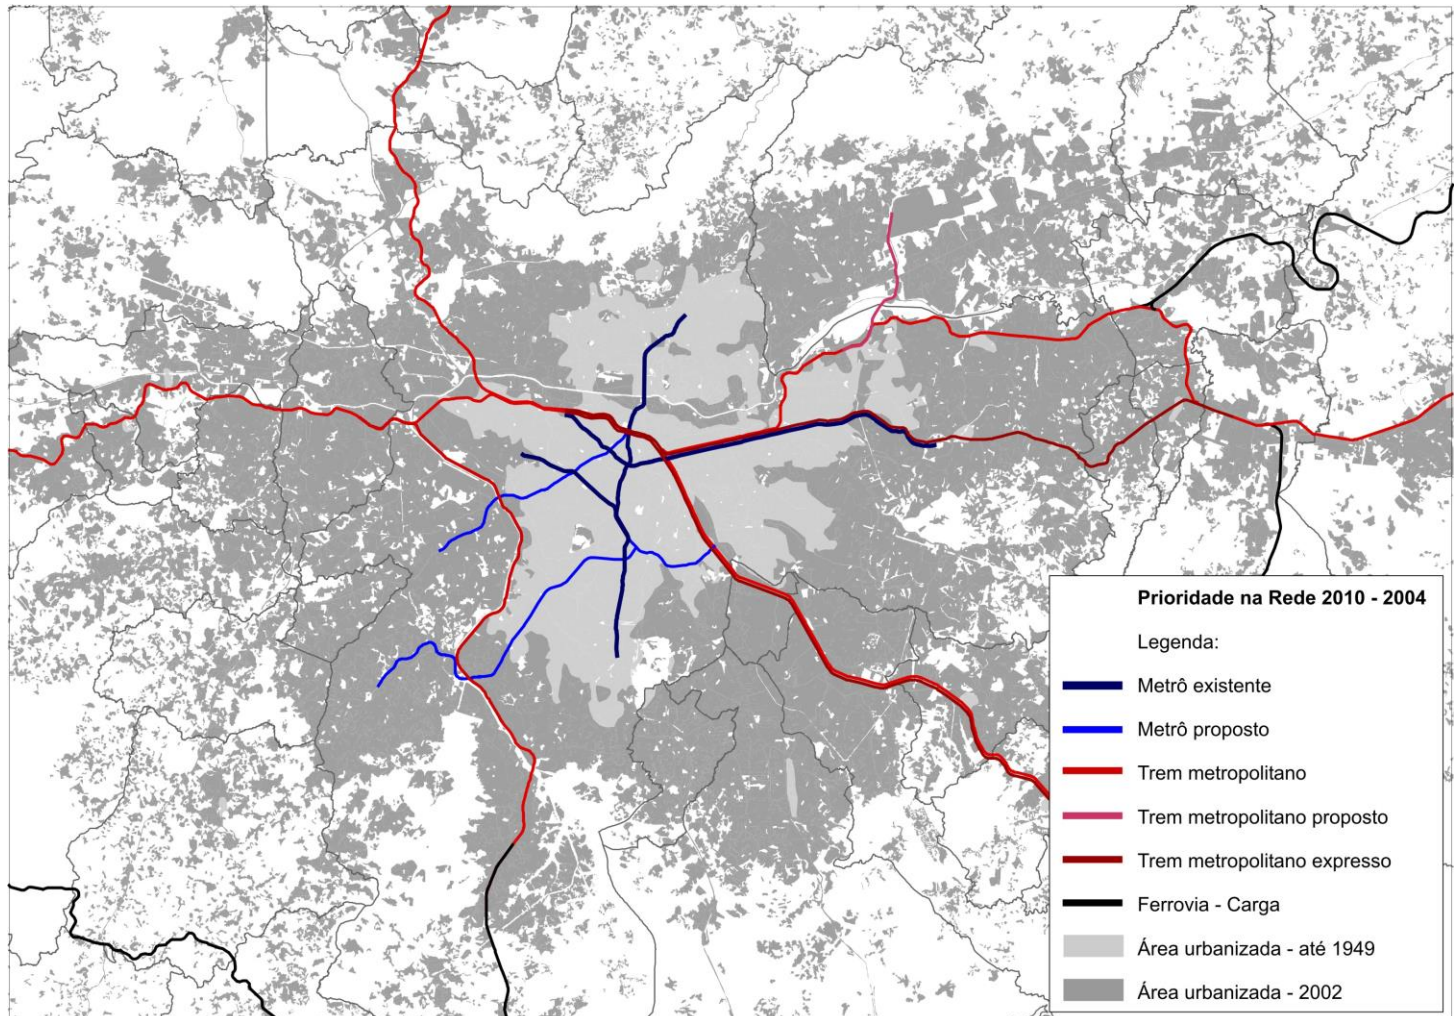 Prioridade na Rede 2010 - 2004
Legenda:
Metrô existente
Metrô proposto
Trem metropolitano
Trem metropolitano proposto
Trem metropolitano expresso
Ferrovia - Carga
Área urbanizada - até 1949
Área urbanizada - 2002